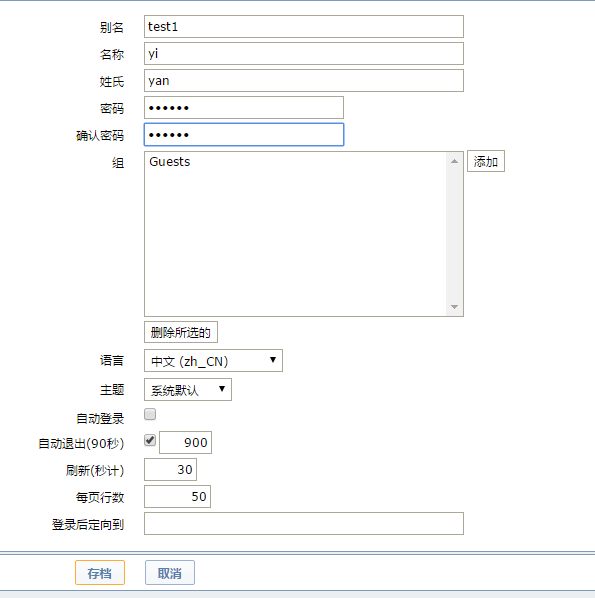 别名 test1
名称 yi
姓氏 yan
密码 ••••••
确认密码 ••••••
组 Guests 添加
删除所选的
语言 中文 (zh_CN)
主题 系统默认
自动登录
自动退出(90秒) 900
刷新(秒计) 30
每页行数 50
登录后定向到
存档 取消